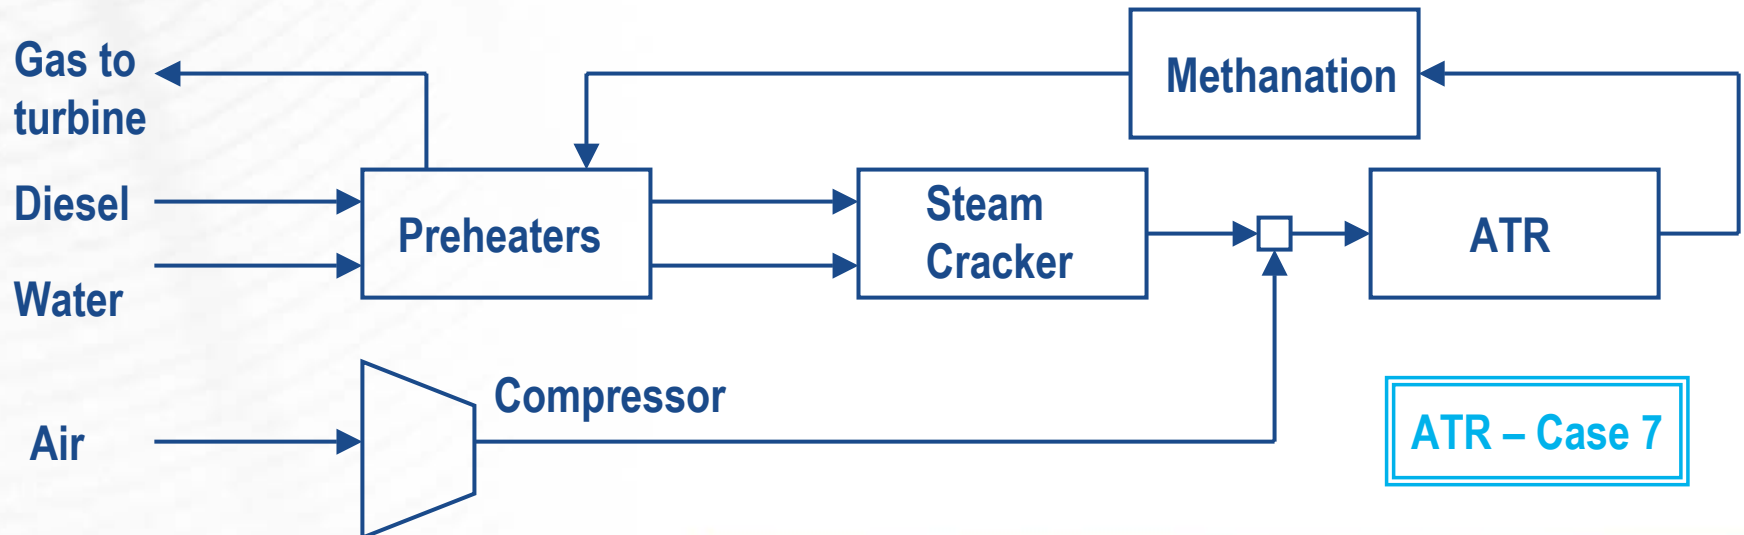 Gas to
turbine
Methanation
Diesel
Preheaters
Steam
Cracker
ATR
Water
Compressor
Air
ATR – Case 7